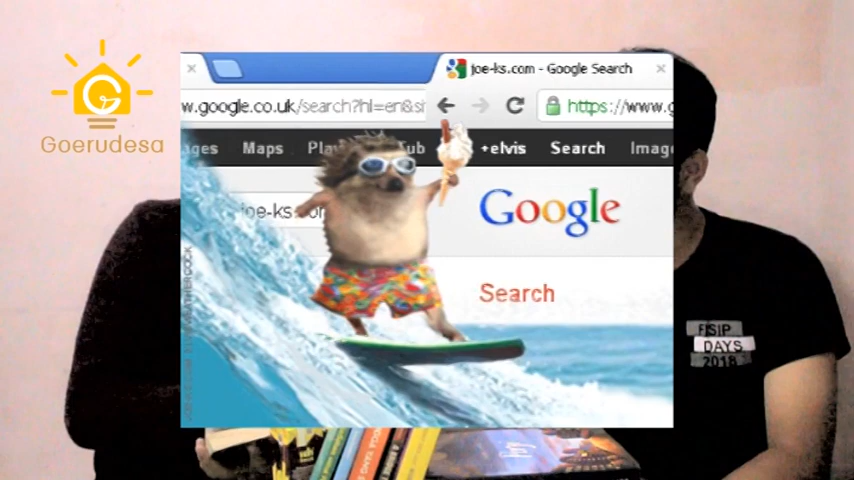 Goerudesa
joe-ks.com - Google Search
w.google.co.uk/search?hl=en&si
https://www.g
Maps
+elvis
Search
Google
joe-ks.com
Search
FISIP
DAYS
2018